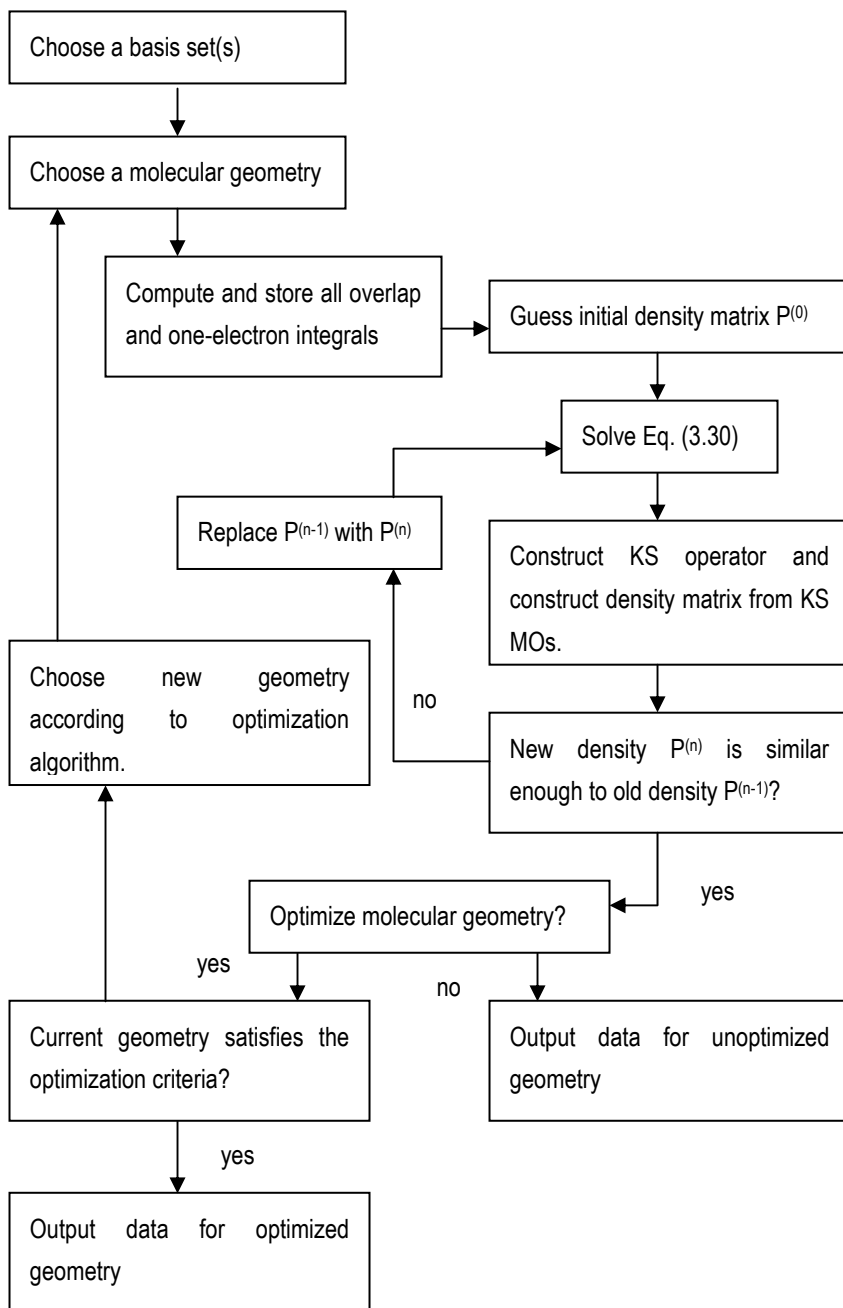 Choose a basis set(s)
Choose a molecular geometry
Compute and store all overlap
and one-electron integrals
Guess initial density matrix P(0)
Solve Eq. (3.30)
Replace P(n-1) with P(n)
Construct KS operator and
construct density matrix from KS
MOs.
Choose new geometry
according to optimization
algorithm.
no
New density P(n) is similar
enough to old density P(n-1)?
yes
Optimize molecular geometry?
yes
no
Current geometry satisfies the
optimization criteria?
Output data for unoptimized
geometry
yes
Output data for optimized
geometry